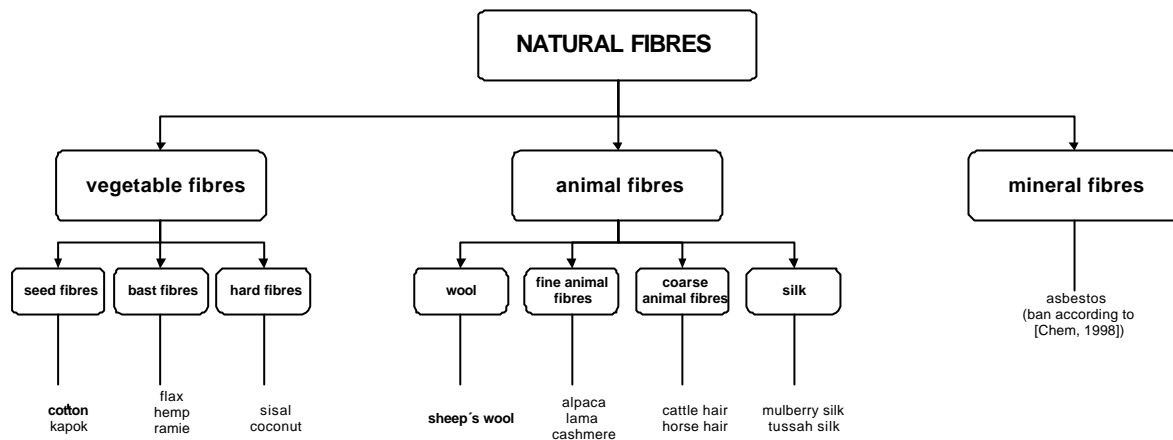 NATURAL FIBRES
vegetable fibres
animal fibres
mineral fibres
seed fibres
bast fibres
hard fibres
wool
fine animal
fibres
coarse
animal fibres
silk
asbestos
(ban according to
[Chem, 1998])
cotton
kapok
flax
hemp
ramie
sisal
coconut
sheep´s wool
alpaca
lama
cashmere
cattle hair
horse hair
mulberry silk
tussah silk